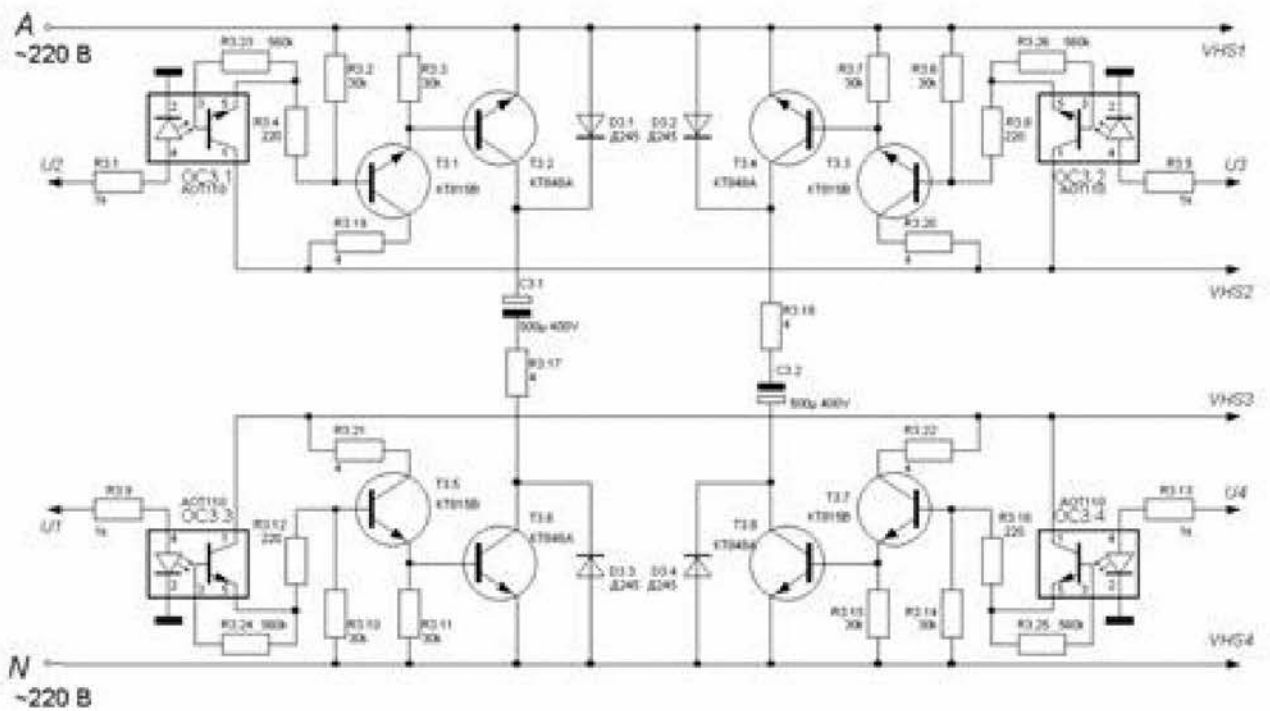 A
~220 В
R3.23 560k
R3.2
30k
R3.3
30k
R3.7
30k
R3.6
30k
R3.26 560k
VHS1
R3.4
220
D3.1
Д245
D3.2
Д245
R3.8
220
U2
R3.1
1k
OC3.1
АОТ110
T3.1
КТ815В
T3.2
КТ848А
T3.4
КТ848А
T3.3
КТ815В
OC3.2
АОТ110
R3.5
1k
U3
R3.19
4
R3.20
4
VHS2
C3.1
500µ 400V
R3.18
4
R3.17
4
C3.2
500µ 400V
VHS3
R3.21
4
R3.22
4
U1
R3.9
1k
АОТ110
OC3.3
R3.12
220
T3.5
КТ815В
T3.6
КТ848А
D3.3
Д245
D3.4
Д245
T3.8
КТ848А
T3.7
КТ815В
R3.16
220
АОТ110
OC3.4
R3.13
1k
U4
R3.24 560k
R3.10
30k
R3.11
30k
R3.15
30k
R3.14
30k
R3.25 560k
VHS4
N
~220 В